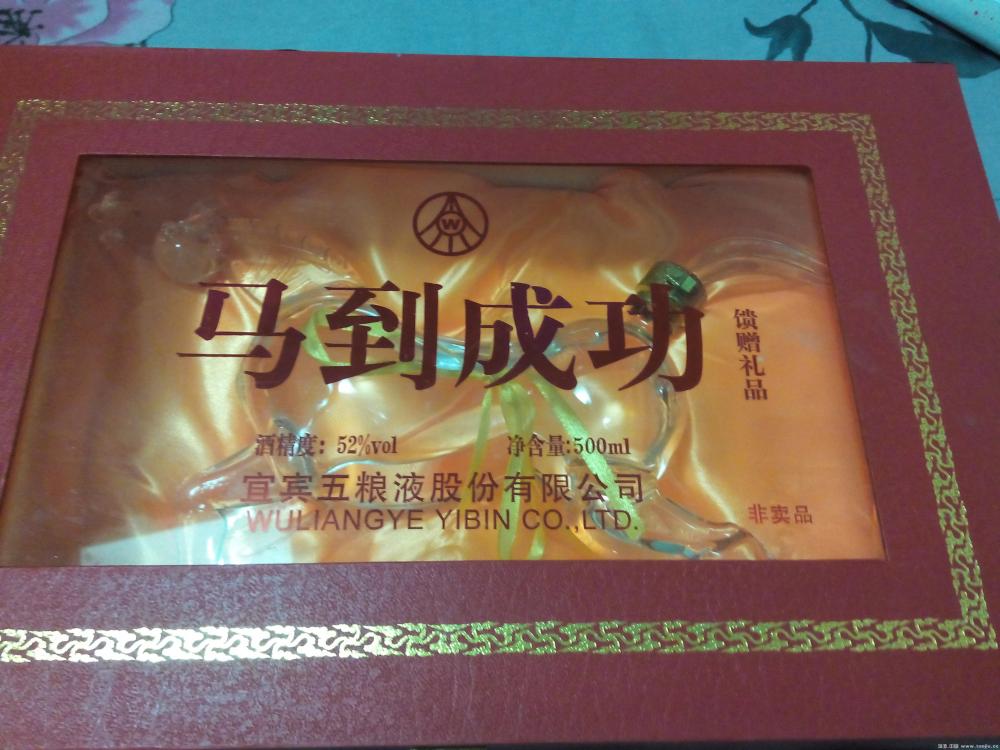 W
马到成功
馈赠礼品
酒精度：52%vol
净含量:500ml
宜宾五粮液股份有限公司
WULIANGYE YIBIN CO.,LTD.
非卖品